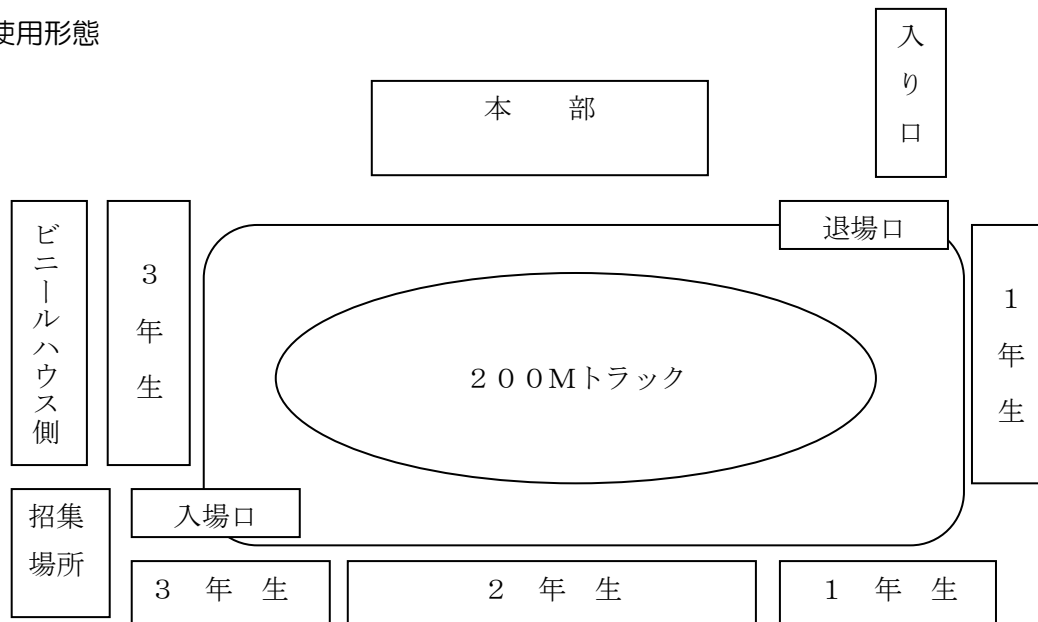 使用形態
入り口
本 部
退場口
ビニールハウス側
3年生
1年生
200Mトラック
招集
場所
入場口
3 年 生
2 年 生
1 年 生